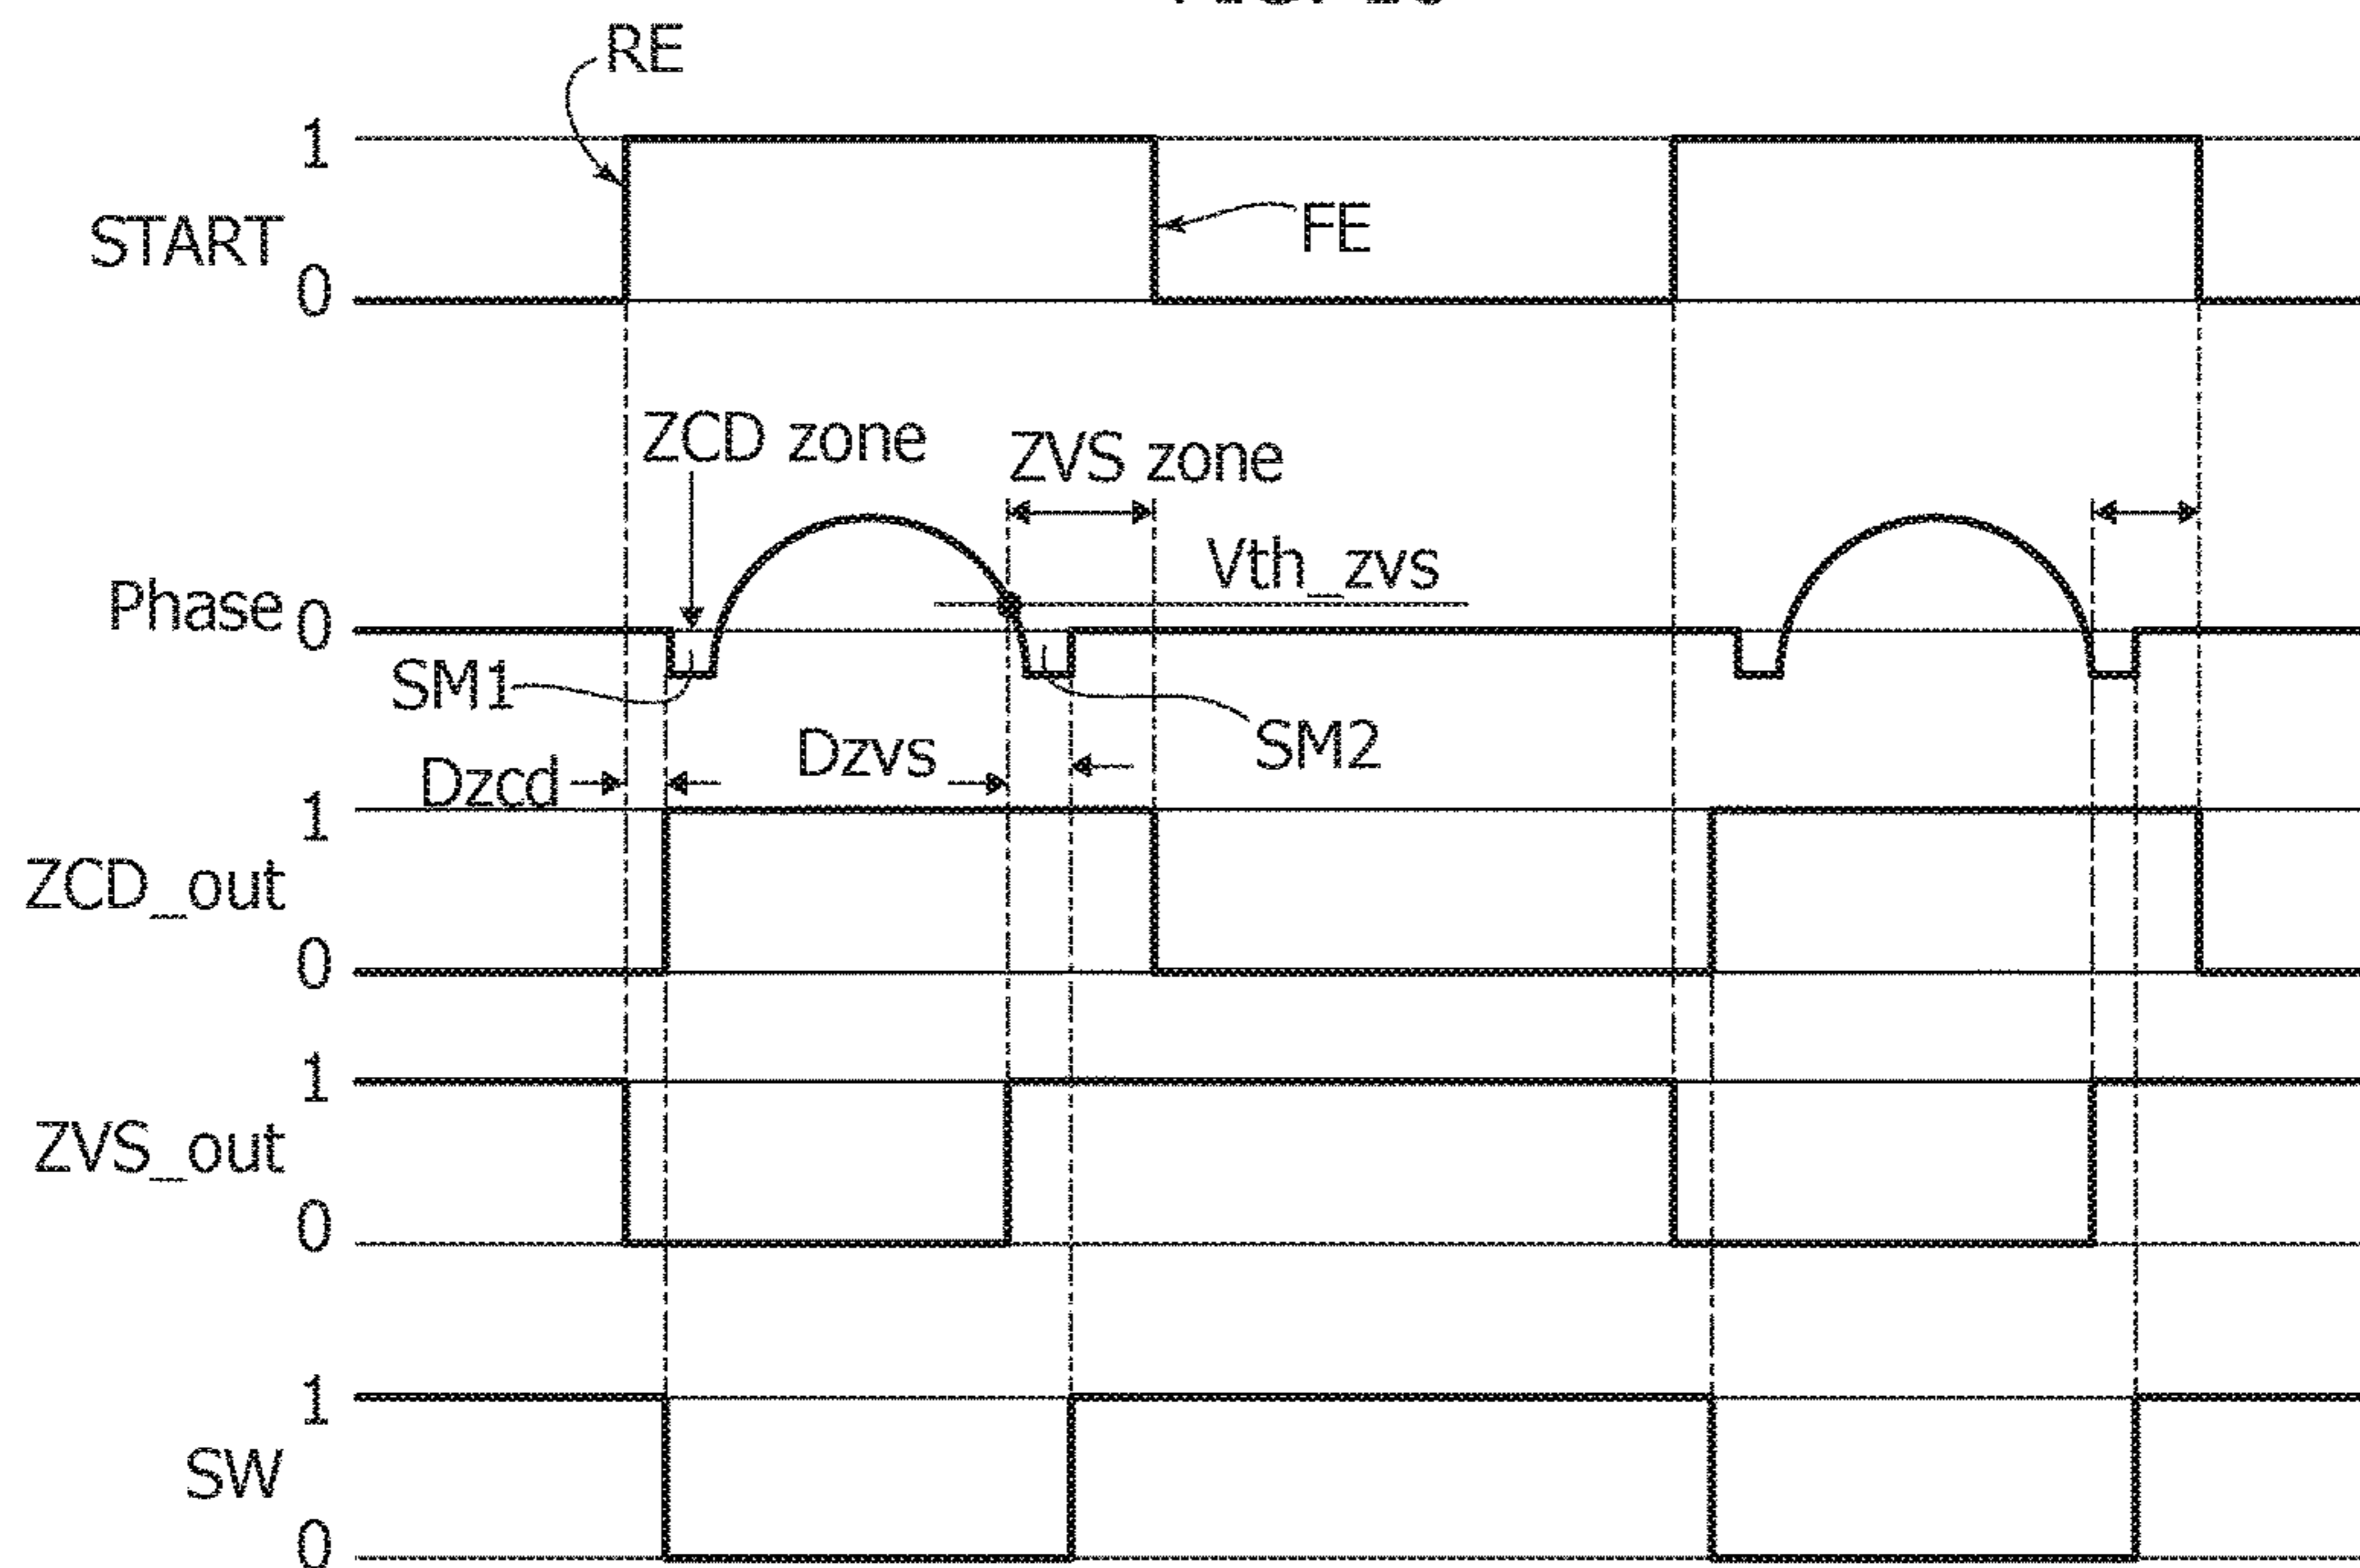 RE
1
START
0
FE
ZCD zone
ZVS zone
Vth_zvs
Phase 0
SM1
SM2
Dzcd
Dzvs
1
ZCD_out
0
1
ZVS_out
0
1
SW
0